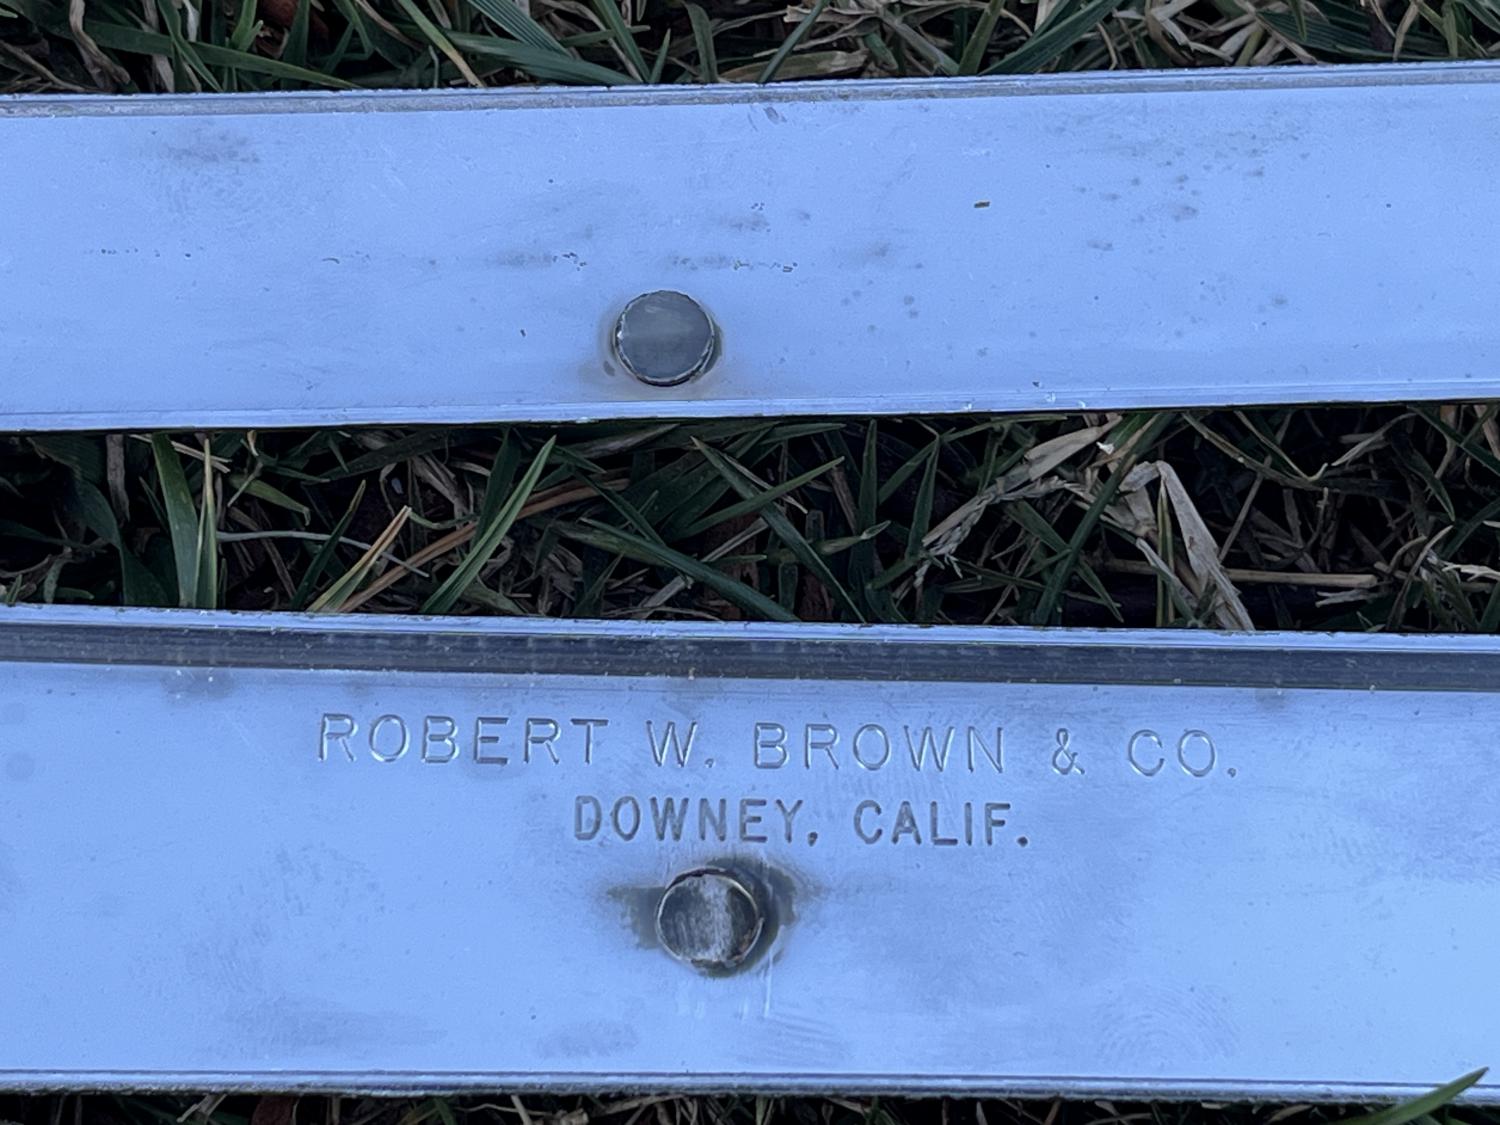 ROBERT W. BROWN & CO.
DOWNEY, CALIF.